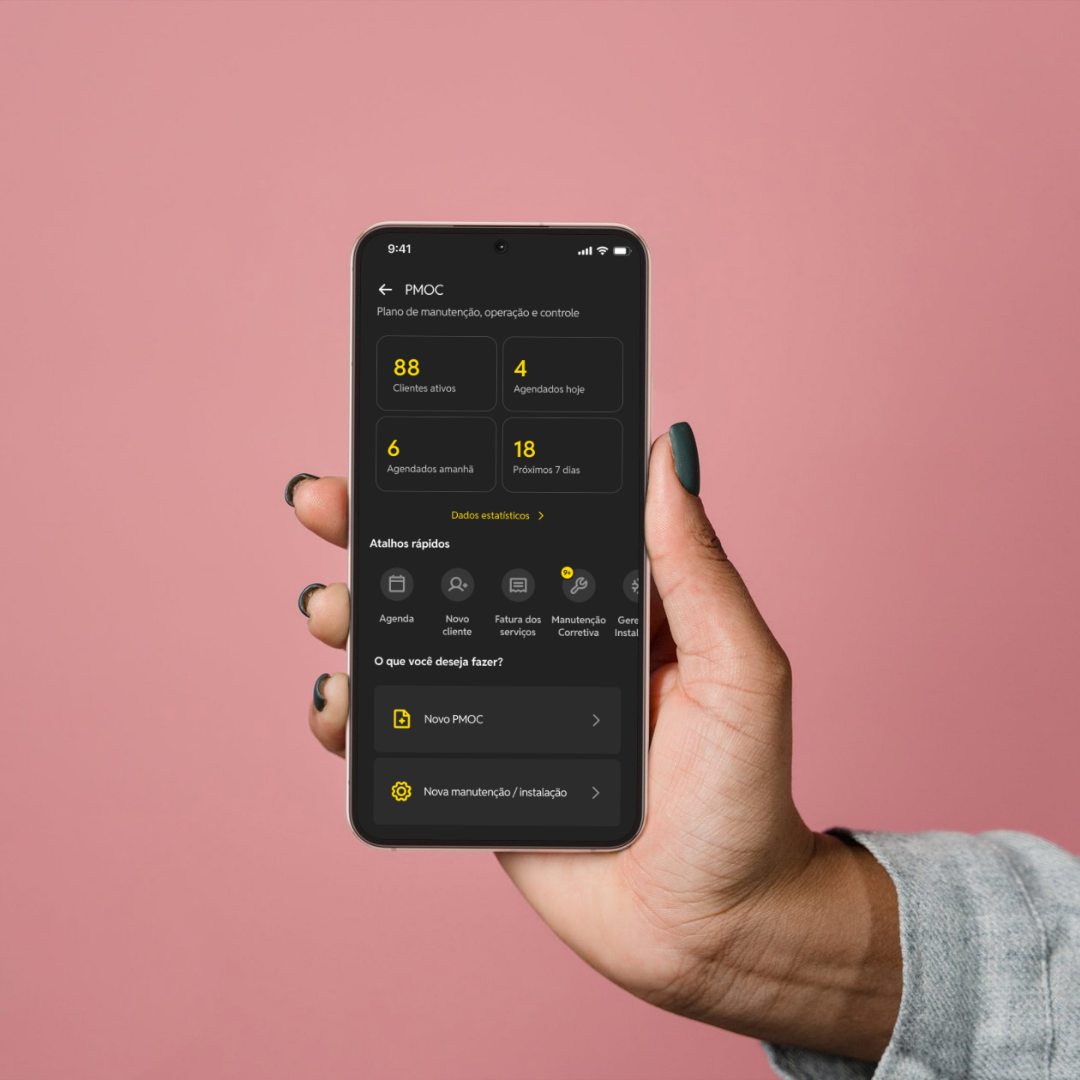 9:41
PMOC
Plano de manutenção, operação e controle
88
Clientes ativos
4
Agendados hoje
6
Agendados amanhã
18
Próximos 7 dias
Dados estatísticos
Atalhos rápidos
Agenda
Novo
cliente
Fatura dos
serviços
9+
Manutenção
Corretiva
Gere
Instal
O que você deseja fazer?
Novo PMOC
Nova manutenção / instalação